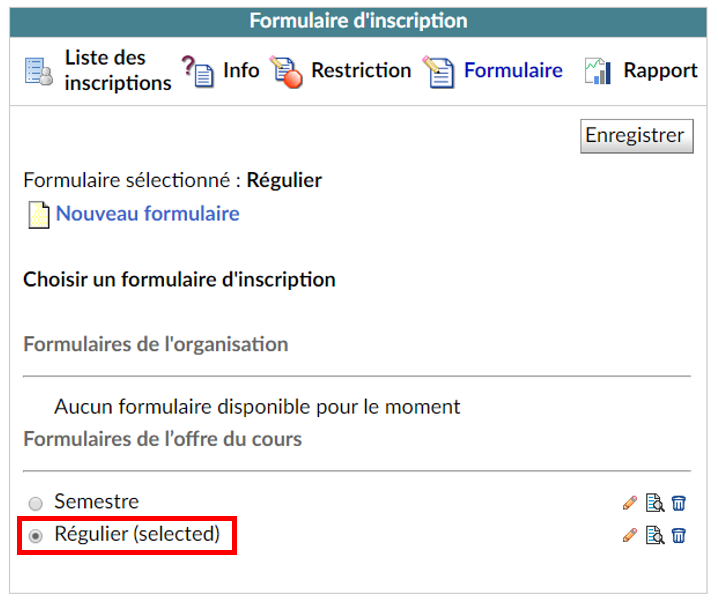 Formulaire d'inscription
Liste des
inscriptions
Info
Restriction
Formulaire
Rapport
Enregistrer
Formulaire sélectionné : Régulier
Nouveau formulaire
Choisir un formulaire d'inscription
Formulaires de l'organisation
Aucun formulaire disponible pour le moment
Formulaires de l’offre du cours
Semestre
Régulier (selected)